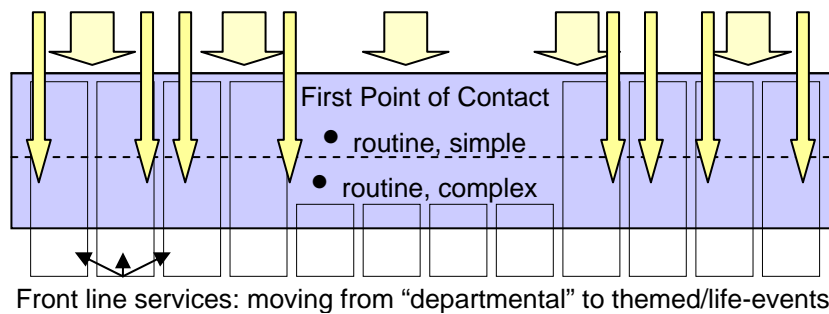 First Point of Contact
● routine, simple
● routine, complex
Front line services: moving from “departmental” to themed/life-events